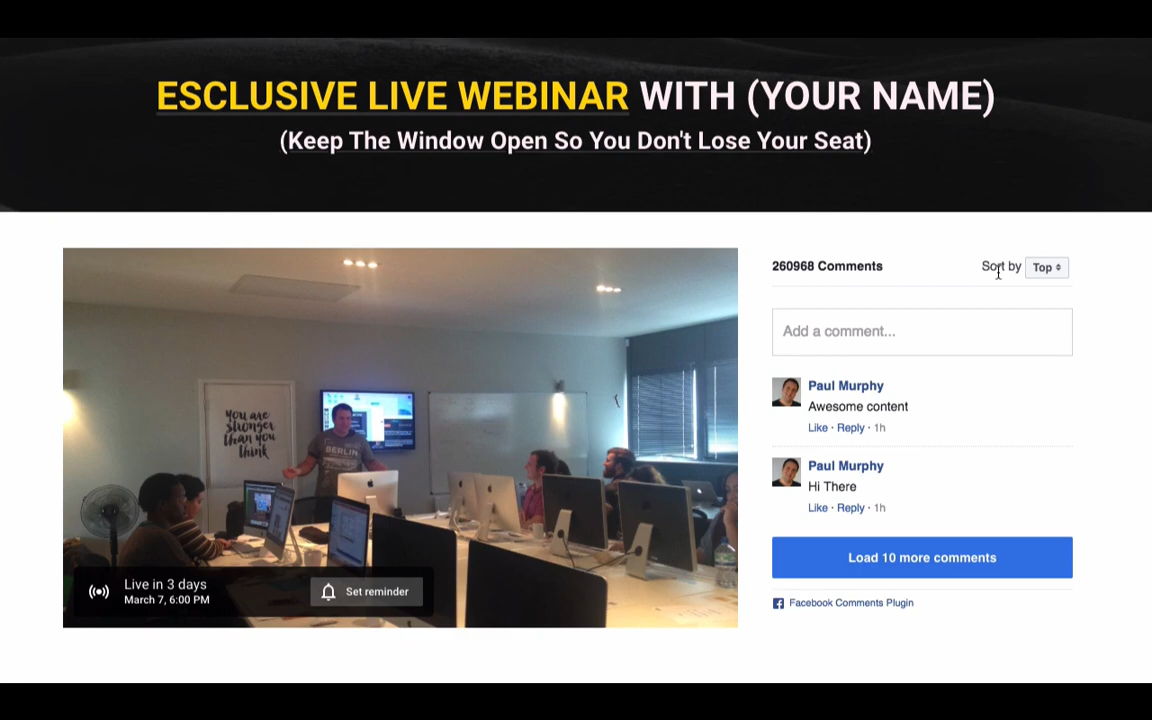 ESCLUSIVE LIVE WEBINAR WITH (YOUR NAME)
(Keep The Window Open So You Don't Lose Your Seat)
you are
stronger
than you
think
BERLIN
Live in 3 days
March 7, 6:00 PM
Set reminder
260968 Comments
Sort by Top
Add a comment...
Paul Murphy
Awesome content
Like · Reply · 1h
Paul Murphy
Hi There
Like · Reply · 1h
Load 10 more comments
Facebook Comments Plugin